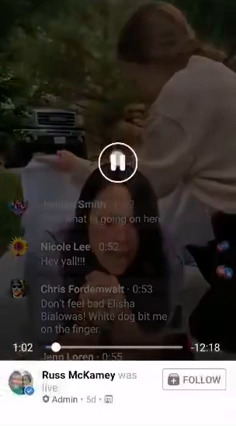 Smith
what is going on here
Nicole Lee · 0:52
Hey yall!!!
Chris Fordemwalt · 0:53
Don't feel bad Elisha
Bialowas! White dog bit me
on the finger.
Jenn Loren · 0:55
1:02
-12:18
Russ McKamey was
live.
Admin · 5d ·
FOLLOW